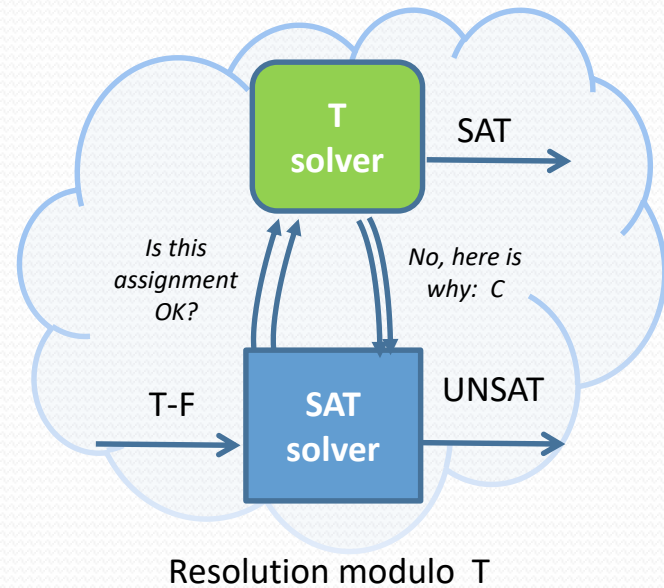 T
solver
SAT
Is this
assignment
OK?
No, here is
why: C
T-F
SAT
solver
UNSAT
Resolution modulo T